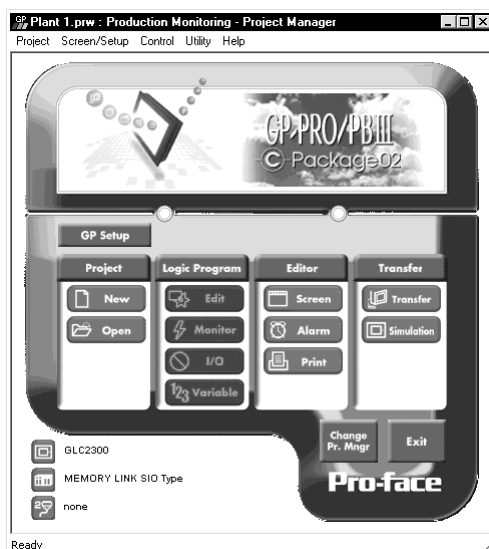 GP Plant 1.prw : Production Monitoring - Project Manager
Project Screen/Setup Control Utility Help
GP-PRO/PBIII
C-Package02
GP Setup
Project Logic Program Editor Transfer
New Edit Screen Transfer
Open Monitor Alarm Simulation
I/O Print
123 Variable
Change
Pr. Mngr
Exit
GLC2300
Pro-face
MEMORY LINK SIO Type
2
none
Ready